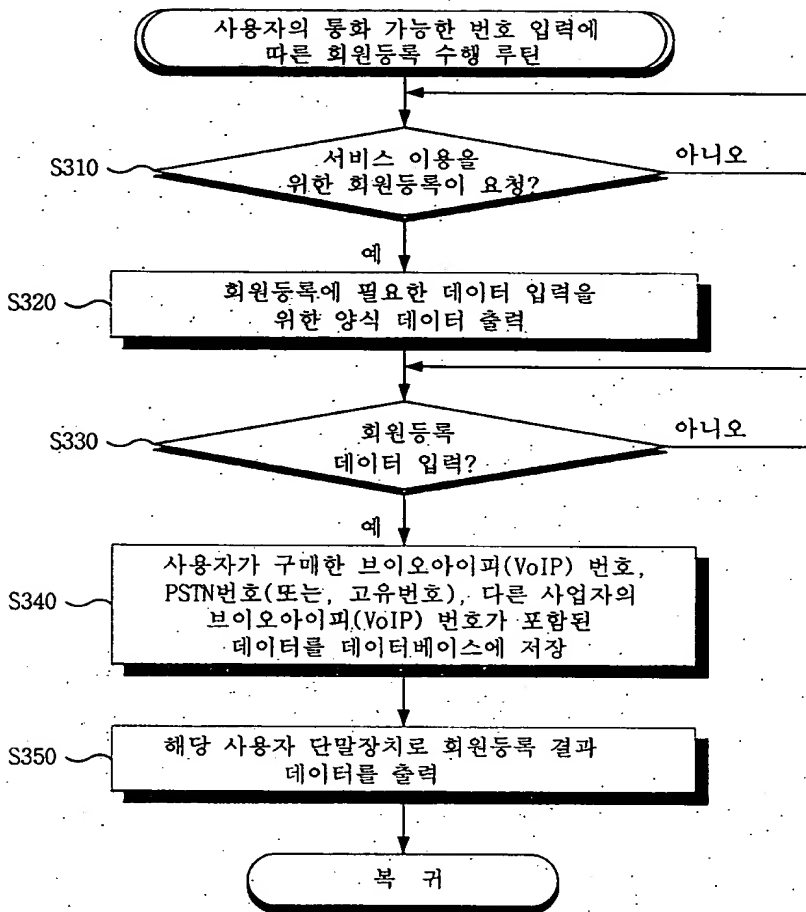 사용자의 통화 가능한 번호 입력에
따른 회원등록 수행 루틴
S310
서비스 이용을
위한 회원등록이 요청?
아니오
예
S320
회원등록에 필요한 데이터 입력을
위한 양식 데이터 출력
S330
회원등록
데이터 입력?
아니오
예
S340
사용자가 구매한 브이오아이피(VoIP) 번호,
PSTN번호(또는, 고유번호), 다른 사업자의
브이오아이피(VoIP) 번호가 포함된
데이터를 데이터베이스에 저장
S350
해당 사용자 단말장치로 회원등록 결과
데이터를 출력
복 귀